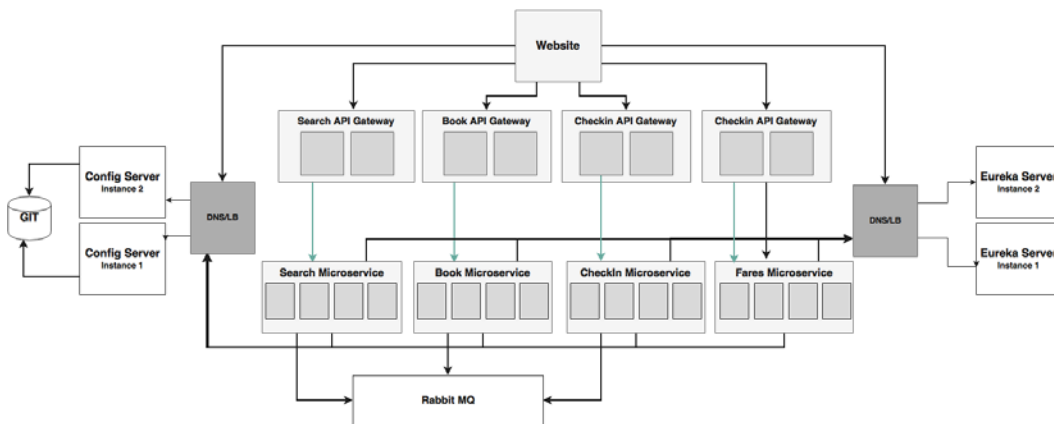 Website
Search API Gateway
Book API Gateway
Checkin API Gateway
Checkin API Gateway
Config Server
Instance 2
GIT
DNS/LB
Config Server
Instance 1
DNS/LB
Eureka Server
Instance 2
Eureka Server
Instance 1
Search Microservice
Book Microservice
CheckIn Microservice
Fares Microservice
Rabbit MQ